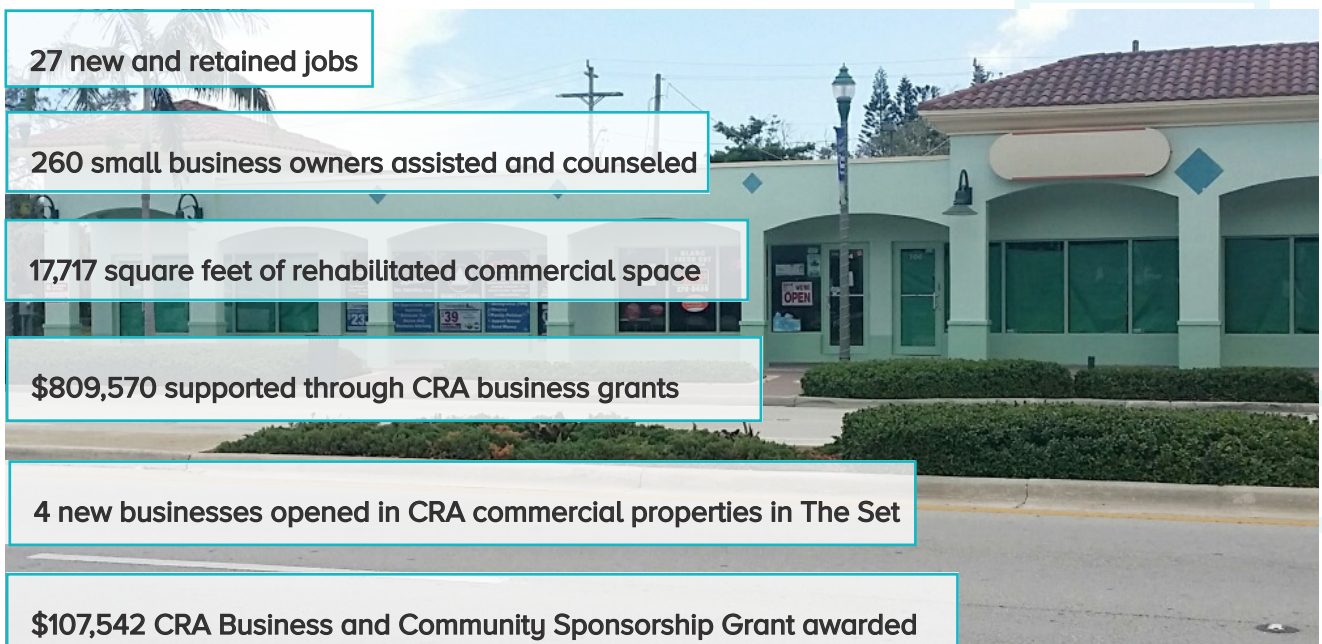 27 new and retained jobs
260 small business owners assisted and counseled
17,717 square feet of rehabilitated commercial space
$809,570 supported through CRA business grants
4 new businesses opened in CRA commercial properties in The Set
$107,542 CRA Business and Community Sponsorship Grant awarded
$39
OPEN